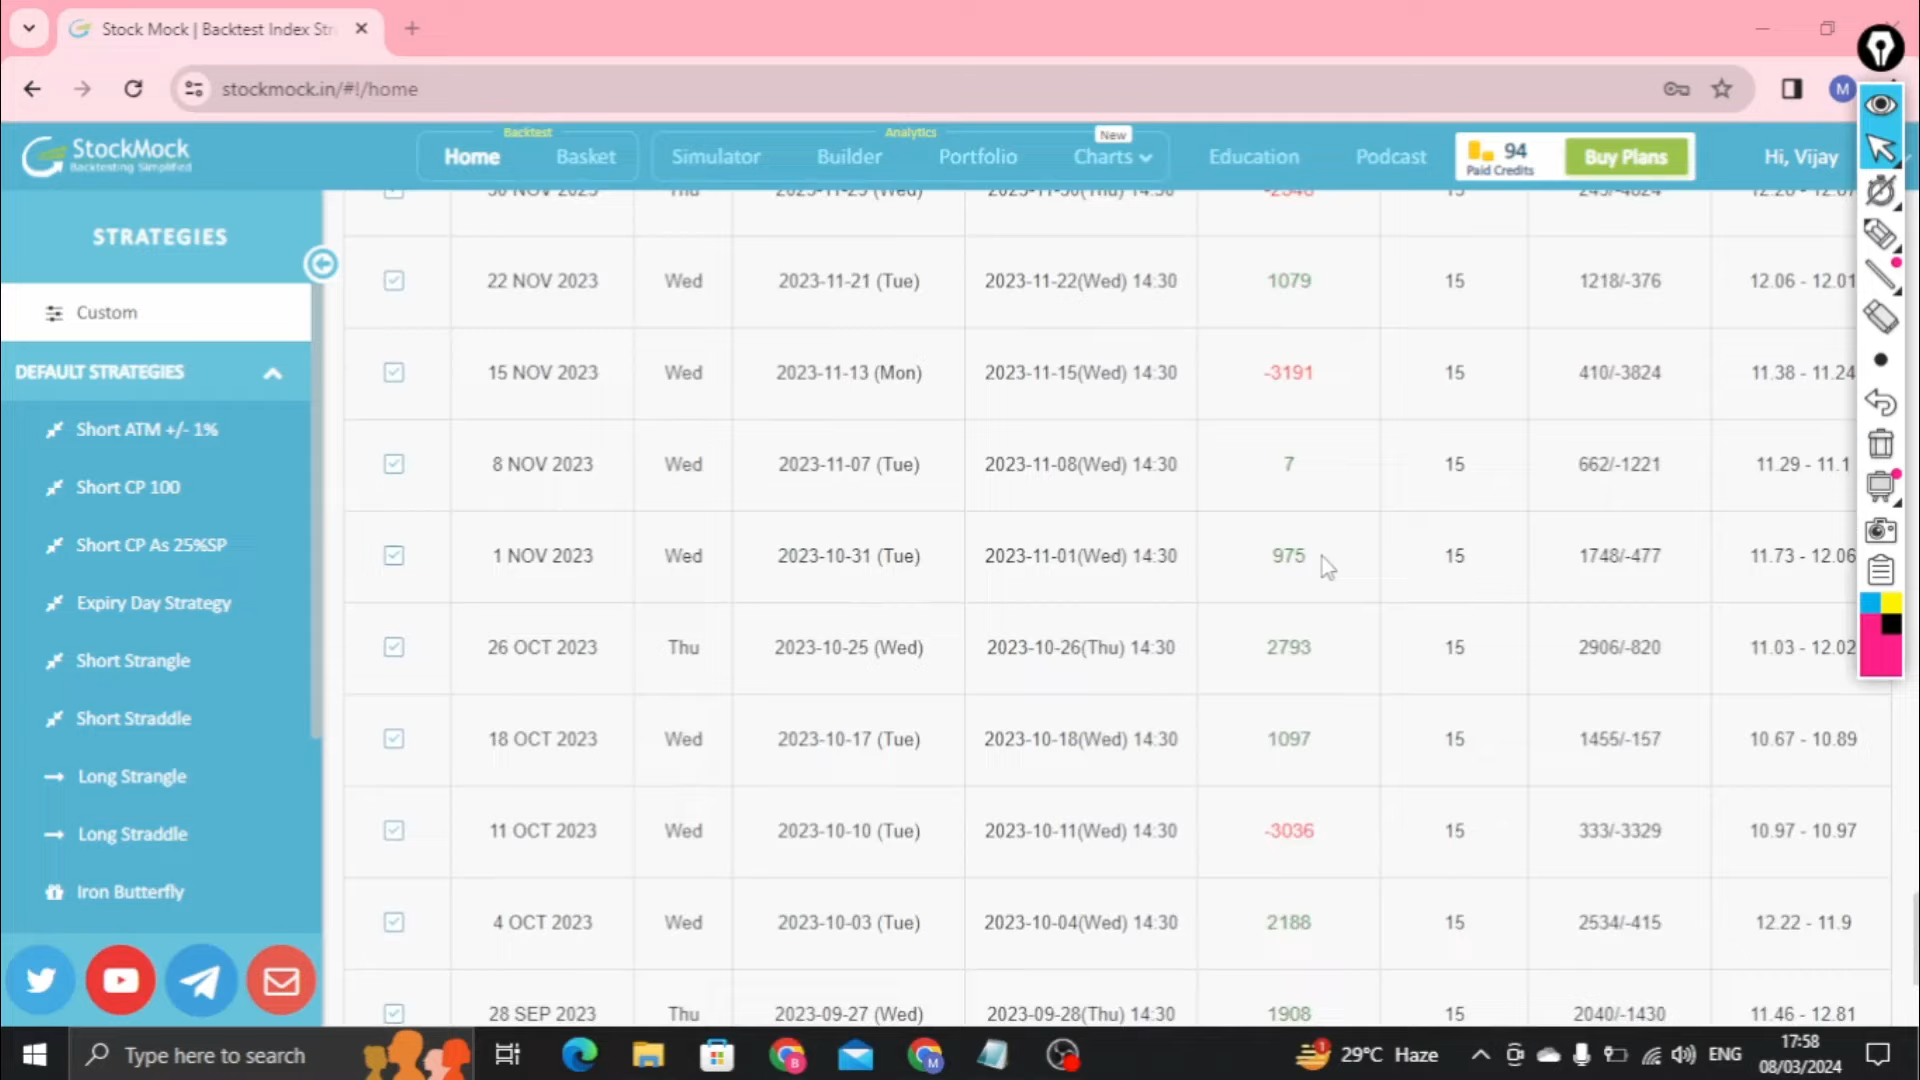 Stock Mock | Backtest Index Str
stockmock.in/#!/home
StockMock
Backtesting Simplified
Backtest
Home Basket
Analytics
New
Simulator Builder Portfolio Charts
Education Podcast
94
Paid Credits
Buy Plans
Hi, Vijay
M
STRATEGIES
Custom
DEFAULT STRATEGIES
Short ATM +/- 1%
Short CP 100
Short CP As 25%SP
Expiry Day Strategy
Short Strangle
Short Straddle
Long Strangle
Long Straddle
Iron Butterfly
22 NOV 2023 Wed 2023-11-21 (Tue) 2023-11-22(Wed) 14:30 1079 15 1218/-376 12.06 - 12.01
15 NOV 2023 Wed 2023-11-13 (Mon) 2023-11-15(Wed) 14:30 -3191 15 410/-3824 11.38 - 11.24
8 NOV 2023 Wed 2023-11-07 (Tue) 2023-11-08(Wed) 14:30 7 15 662/-1221 11.29 - 11.1
1 NOV 2023 Wed 2023-10-31 (Tue) 2023-11-01(Wed) 14:30 975 15 1748/-477 11.73 - 12.06
26 OCT 2023 Thu 2023-10-25 (Wed) 2023-10-26(Thu) 14:30 2793 15 2906/-820 11.03 - 12.02
18 OCT 2023 Wed 2023-10-17 (Tue) 2023-10-18(Wed) 14:30 1097 15 1455/-157 10.67 - 10.89
11 OCT 2023 Wed 2023-10-10 (Tue) 2023-10-11(Wed) 14:30 -3036 15 333/-3329 10.97 - 10.97
4 OCT 2023 Wed 2023-10-03 (Tue) 2023-10-04(Wed) 14:30 2188 15 2534/-415 12.22 - 11.9
28 SEP 2023 Thu 2023-09-27 (Wed) 2023-09-28(Thu) 14:30 1908 15 2040/-1430 11.46 - 12.81
Type here to search
B
M
1
29°C Haze
ENG
17:58
08/03/2024